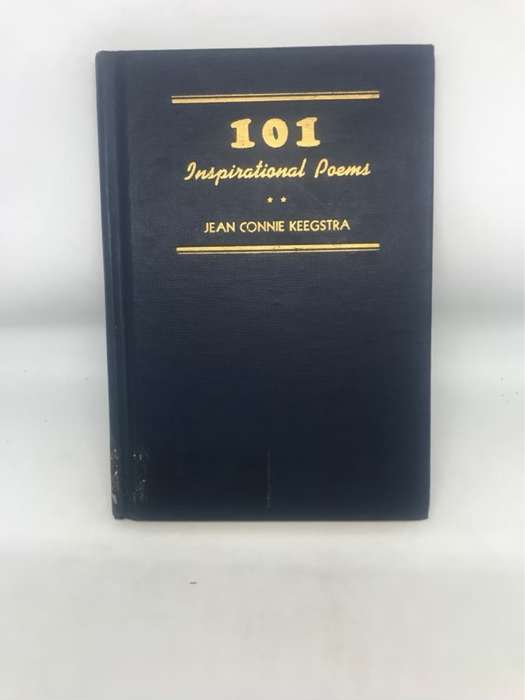 101
Inspirational Poems
JEAN CONNIE KEEGSTRA